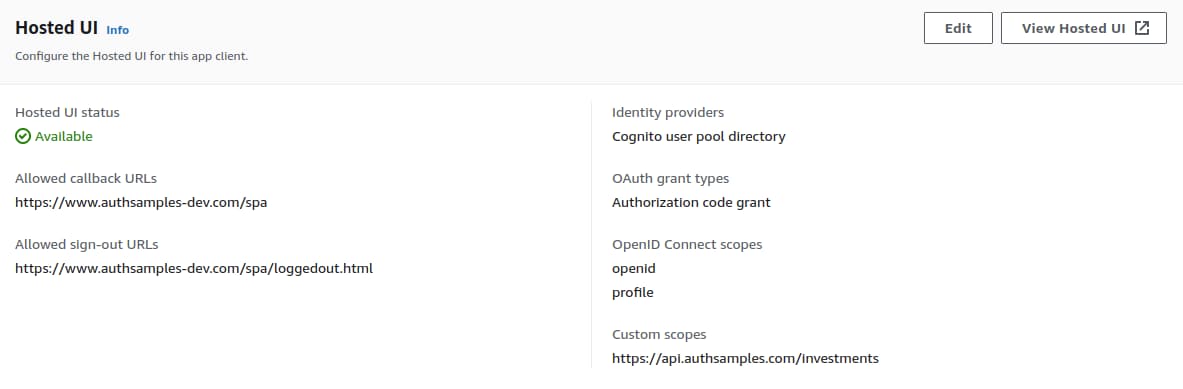 Hosted UI Info
Edit
View Hosted UI
Configure the Hosted UI for this app client.
Hosted UI status
Available
Allowed callback URLs
https://www.authsamples-dev.com/spa
Allowed sign-out URLs
https://www.authsamples-dev.com/spa/loggedout.html
Identity providers
Cognito user pool directory
OAuth grant types
Authorization code grant
OpenID Connect scopes
openid
profile
Custom scopes
https://api.authsamples.com/investments